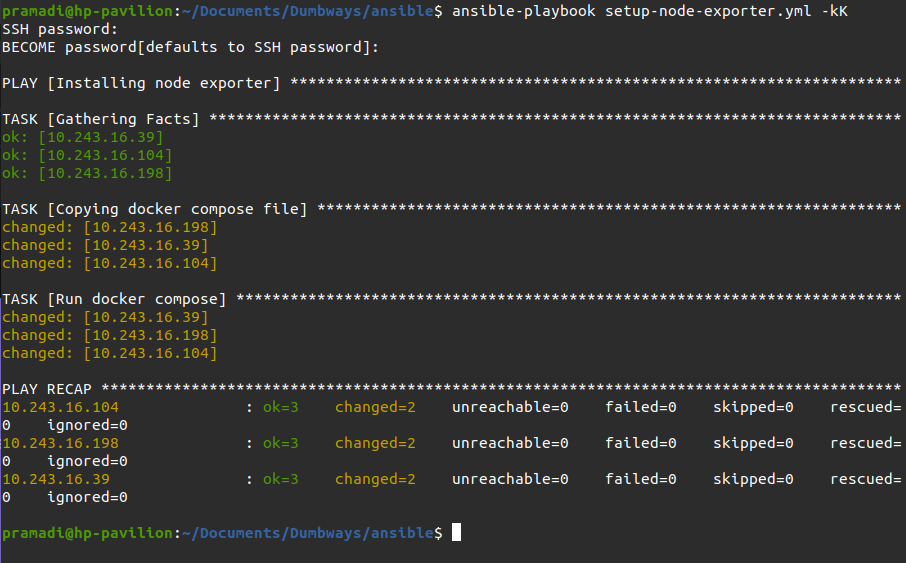 pramadi@hp-pavilion:~/Documents/Dumbways/ansible$ ansible-playbook setup-node-exporter.yml -kK
SSH password:
BECOME password[defaults to SSH password]:
PLAY [Installing node exporter] ********************************************************************
TASK [Gathering Facts] *****************************************************************************
ok: [10.243.16.39]
ok: [10.243.16.104]
ok: [10.243.16.198]
TASK [Copying docker compose file] *****************************************************************
changed: [10.243.16.198]
changed: [10.243.16.39]
changed: [10.243.16.104]
TASK [Run docker compose] **************************************************************************
changed: [10.243.16.39]
changed: [10.243.16.198]
changed: [10.243.16.104]
PLAY RECAP *****************************************************************************************
10.243.16.104              : ok=3    changed=2    unreachable=0    failed=0    skipped=0    rescued=
0    ignored=0
10.243.16.198              : ok=3    changed=2    unreachable=0    failed=0    skipped=0    rescued=
0    ignored=0
10.243.16.39               : ok=3    changed=2    unreachable=0    failed=0    skipped=0    rescued=
0    ignored=0
pramadi@hp-pavilion:~/Documents/Dumbways/ansible$